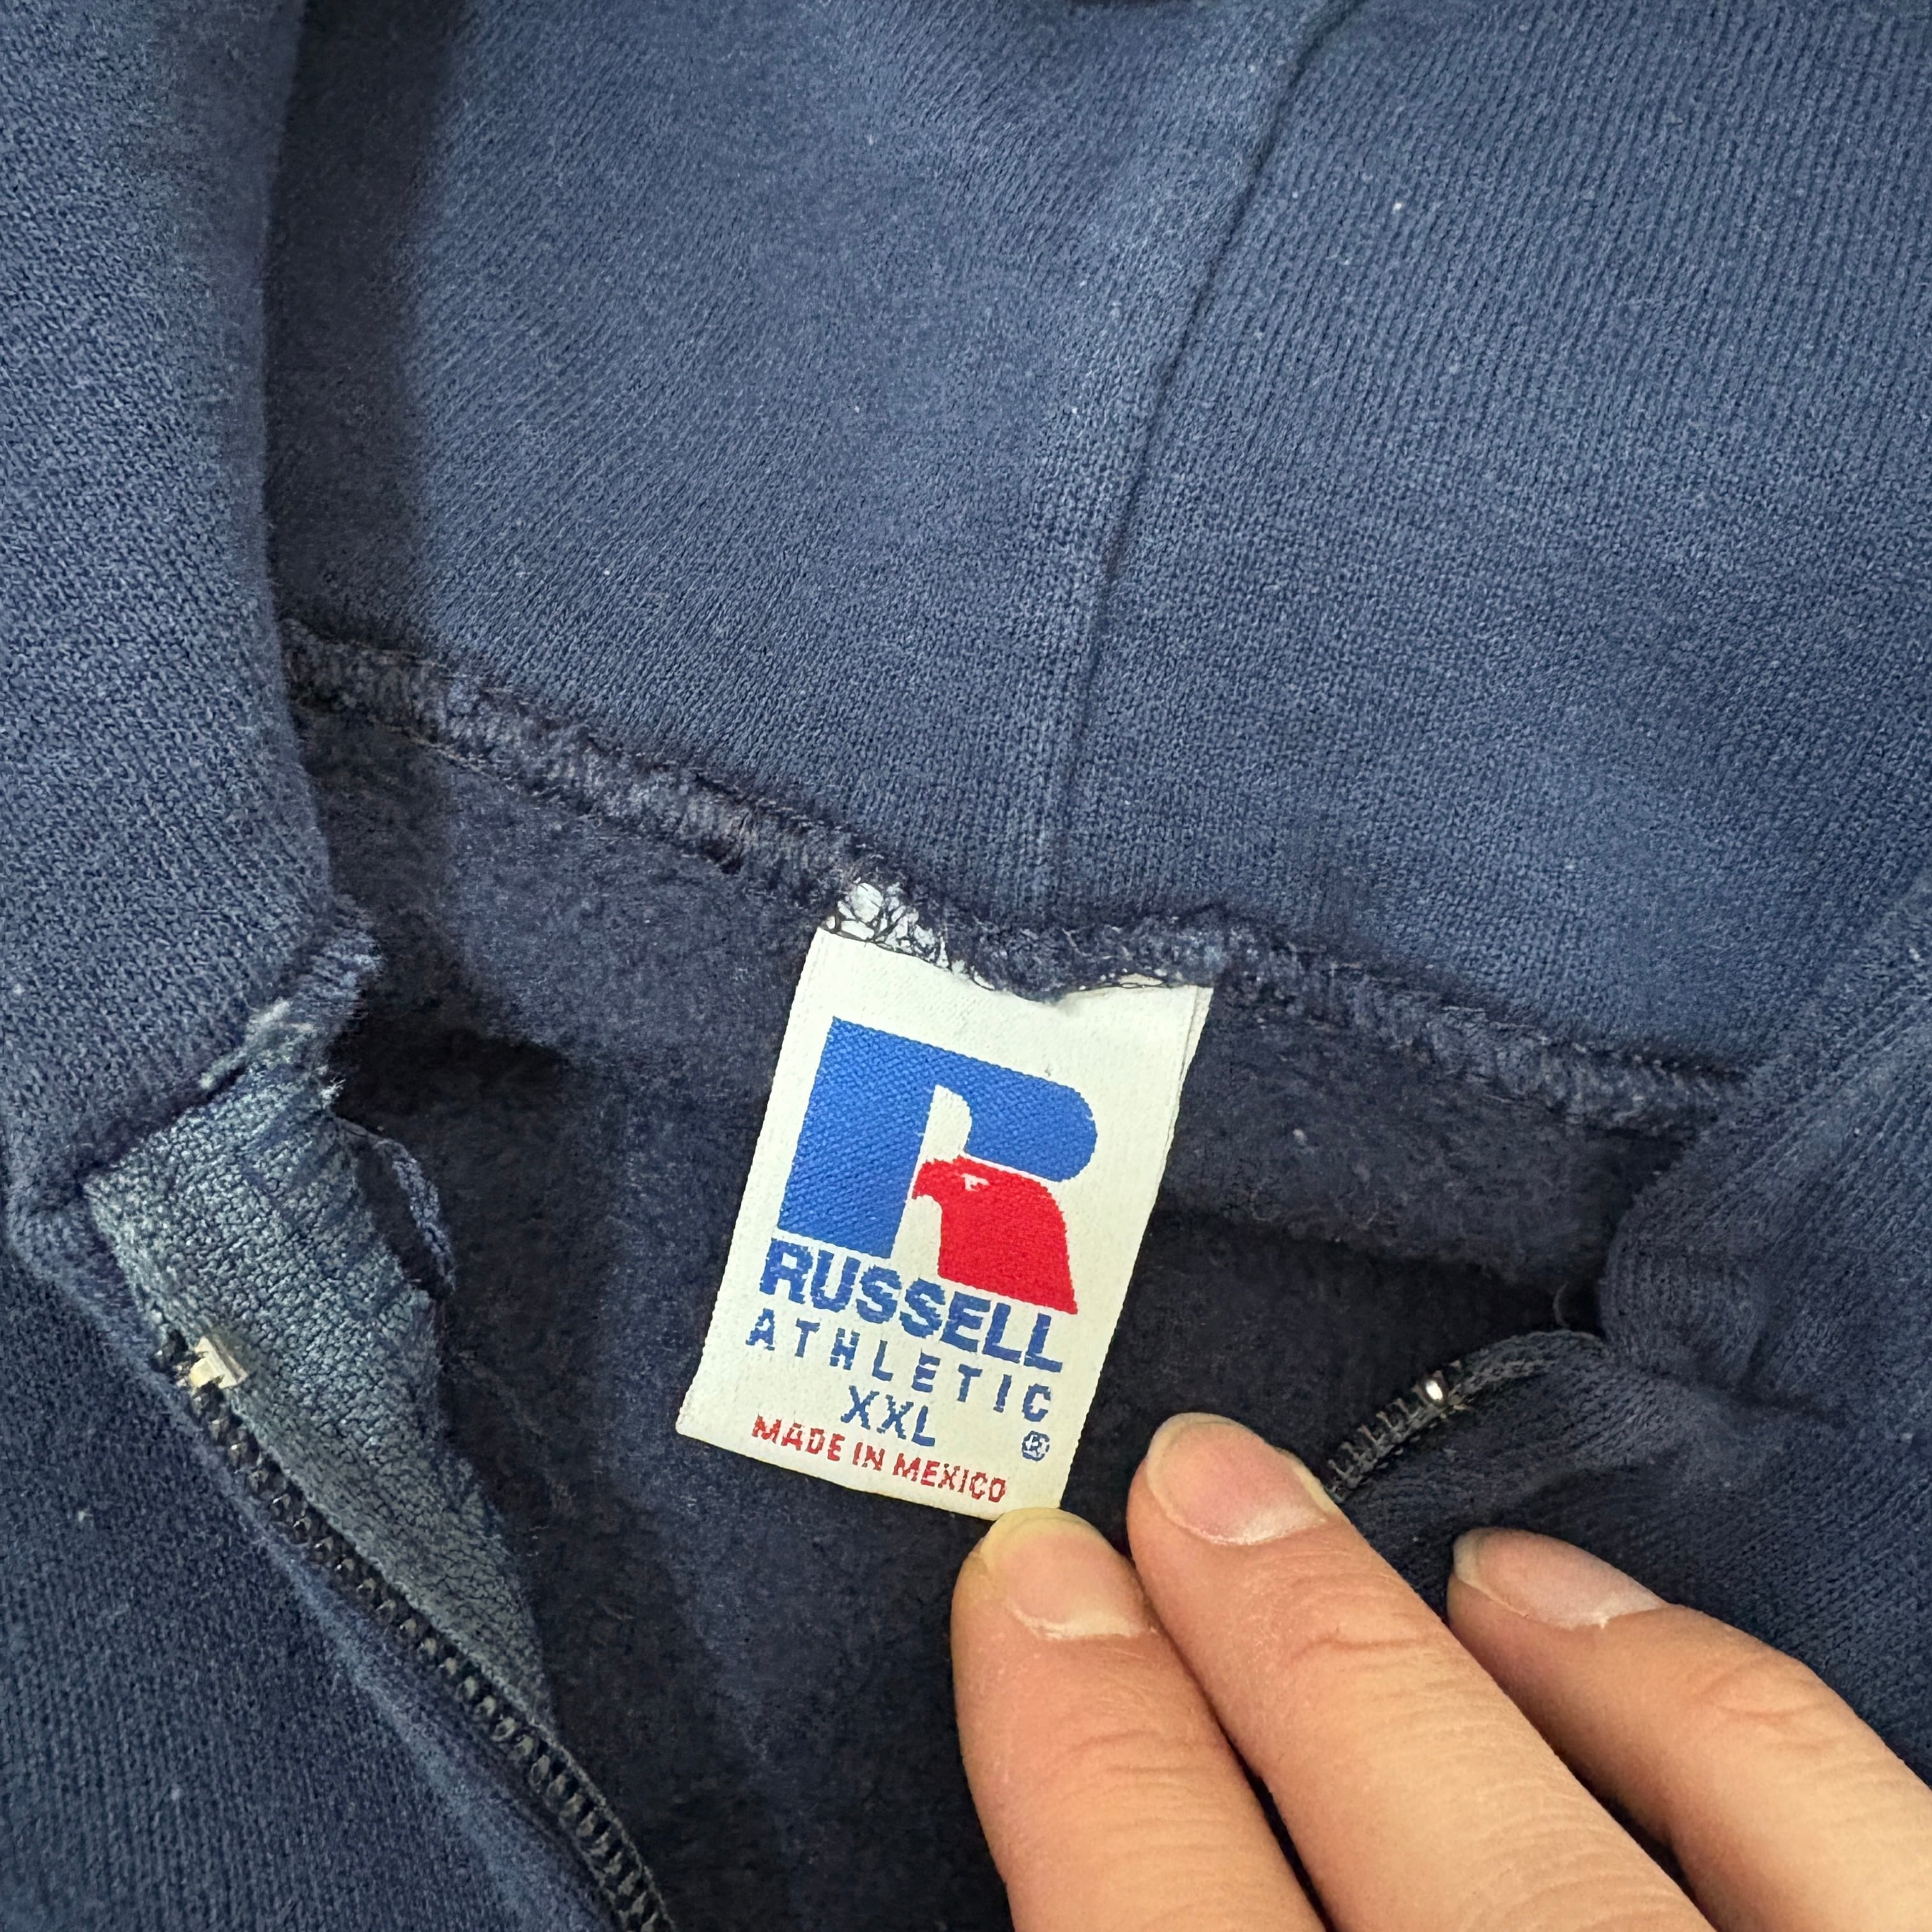 R
RUSSELL
ATHLETIC
XXL ®
MADE IN MEXICO